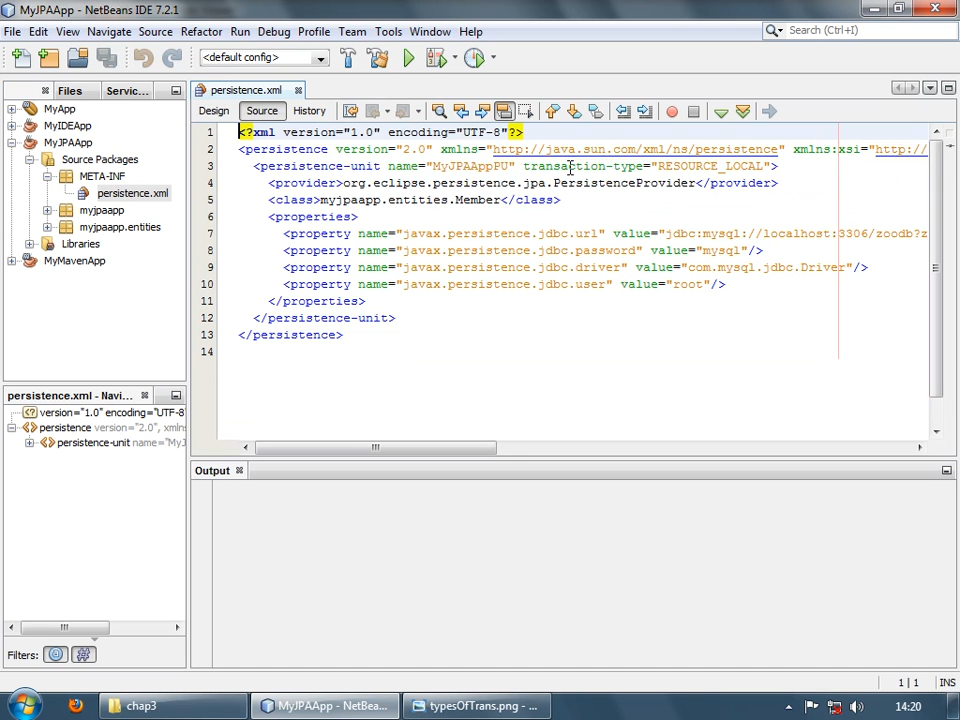 MyJPAApp - NetBeans IDE 7.2.1
File Edit View Navigate Source Refactor Run Debug Profile Team Tools Window Help
Search (Ctrl+I)
<default config>
Files Servic...
persistence.xml
Design Source History
MyApp
MyIDEApp
MyJPAApp
Source Packages
META-INF
persistence.xml
myjpaapp
myjpaapp.entities
Libraries
MyMavenApp
1 <?xml version="1.0" encoding="UTF-8"?>
2 <persistence version="2.0" xmlns="http://java.sun.com/xml/ns/persistence" xmlns:xsi="http://
3 <persistence-unit name="MyJPAAppPU" transaction-type="RESOURCE_LOCAL">
4 <provider>org.eclipse.persistence.jpa.PersistenceProvider</provider>
5 <class>myjpaapp.entities.Member</class>
6 <properties>
7 <property name="javax.persistence.jdbc.url" value="jdbc:mysql://localhost:3306/zoodb?z
8 <property name="javax.persistence.jdbc.password" value="mysql"/>
9 <property name="javax.persistence.jdbc.driver" value="com.mysql.jdbc.Driver"/>
10 <property name="javax.persistence.jdbc.user" value="root"/>
11 </properties>
12 </persistence-unit>
13 </persistence>
14
persistence.xml - Navi...
version="1.0" encoding="UTF-8'
persistence version="2.0", xmlns
persistence-unit name="MyJ
Filters:
Output
1 | 1 INS
chap3
MyJPAApp - NetBea...
typesOfTrans.png - ...
14:20